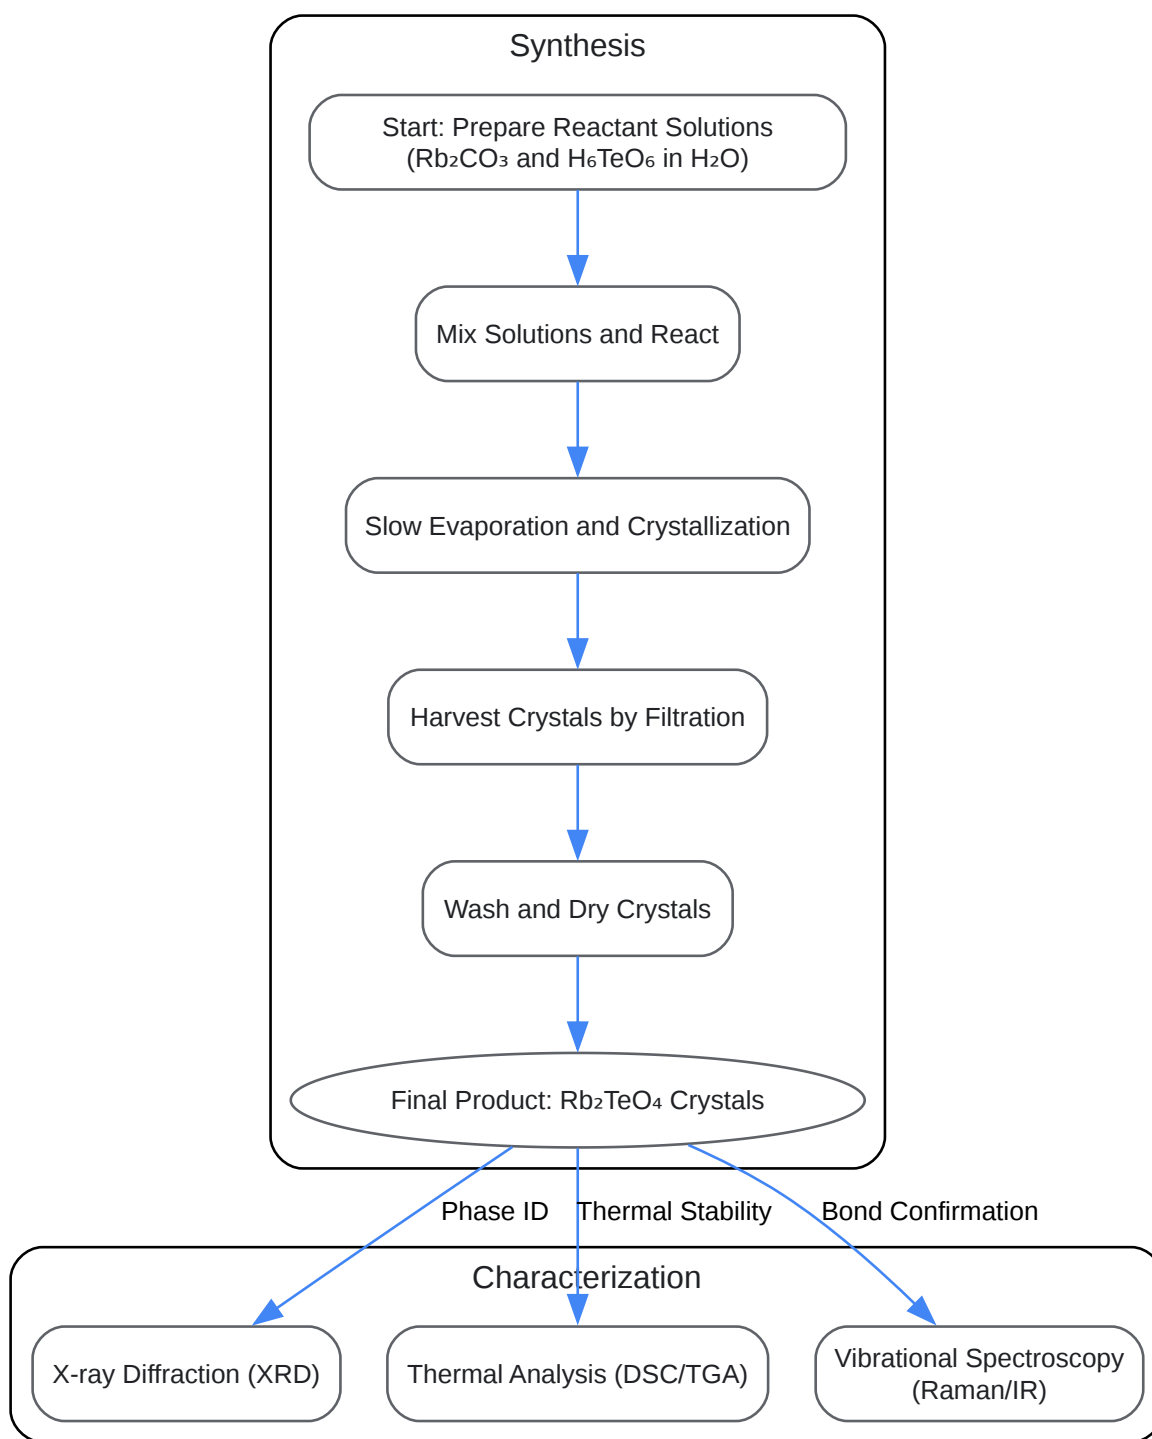 Synthesis
Start: Prepare Reactant Solutions
(Rb₂CO₃ and H₆TeO₆ in H₂O)
Mix Solutions and React
Slow Evaporation and Crystallization
Harvest Crystals by Filtration
Wash and Dry Crystals
Final Product: Rb₂TeO₄ Crystals
Phase ID
Thermal Stability
Bond Confirmation
Characterization
X-ray Diffraction (XRD)
Thermal Analysis (DSC/TGA)
Vibrational Spectroscopy
(Raman/IR)